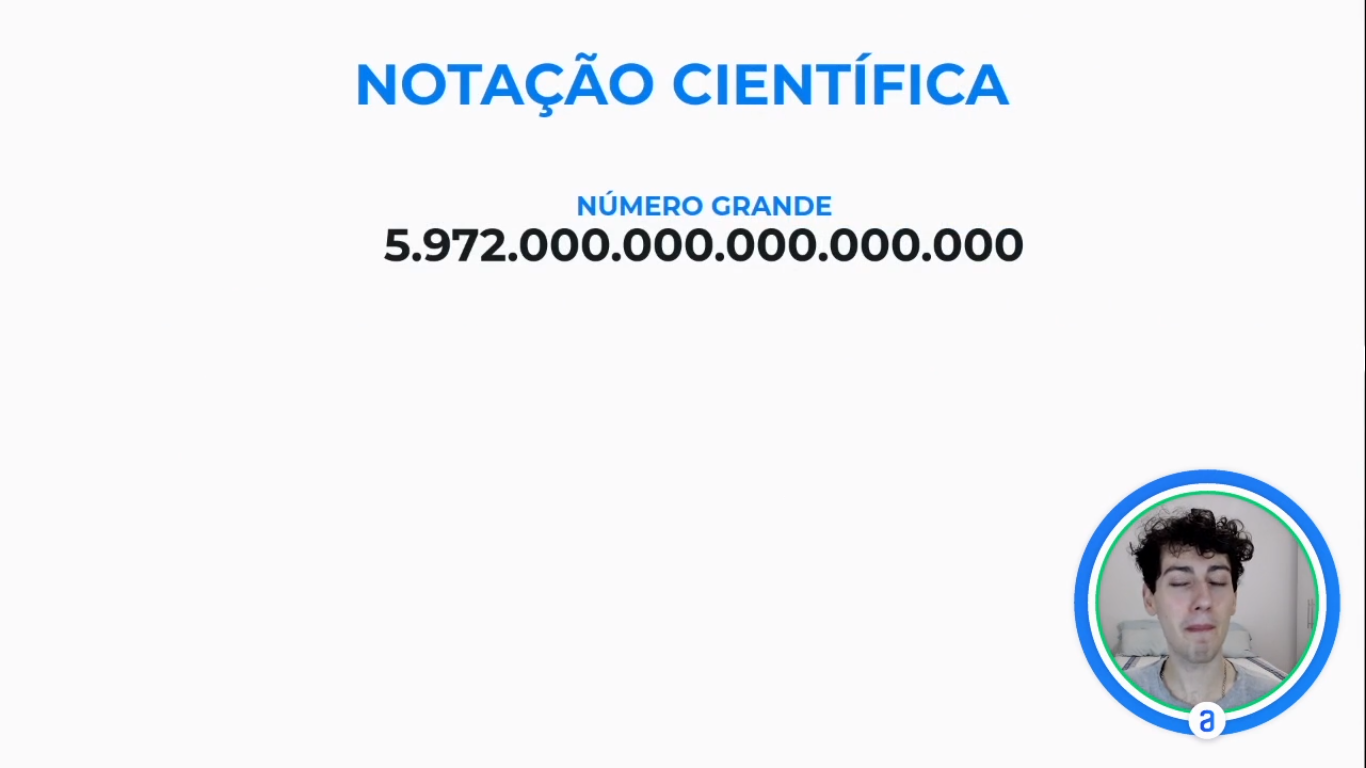 NOTAÇÃO CIENTÍFICA
NÚMERO GRANDE
5.972.000.000.000.000.000
a